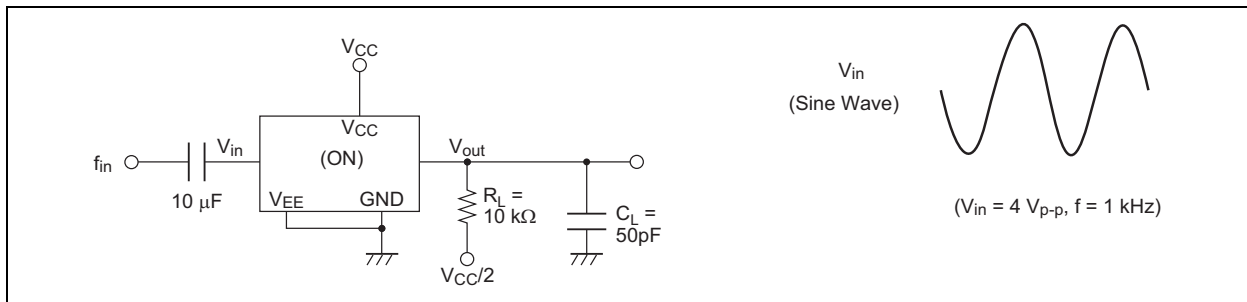 VCC
VCC
fin
Vin
(ON)
Vout
10 μF
VEE
GND
RL =
10 kΩ
CL =
50pF
VCC/2
Vin
(Sine Wave)
(Vin = 4 Vp-p, f = 1 kHz)